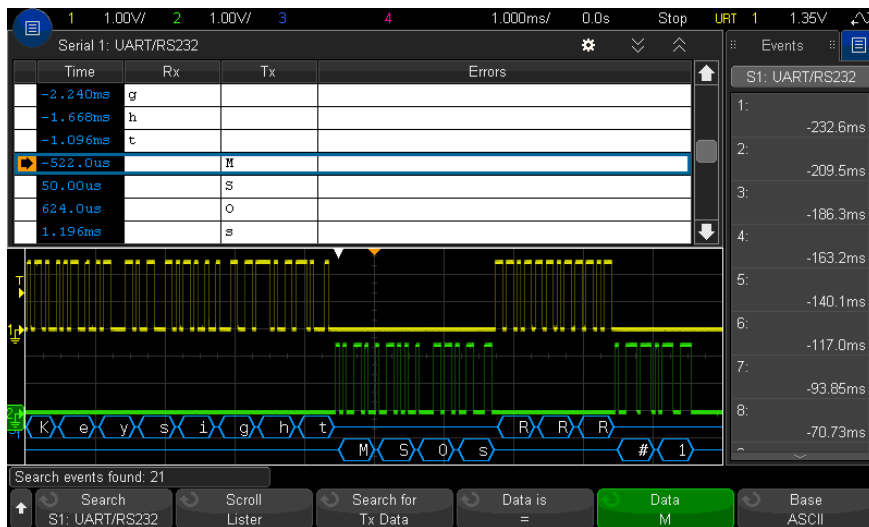 1 1.00V/ 2 1.00V/ 3 4 1.000ms/ 0.0s Stop URT 1 1.35V
Serial 1: UART/RS232
Events
Time Rx Tx Errors
S1: UART/RS232
-2.240ms g
-1.668ms h
-1.096ms t
-522.0us M
50.00us S
624.0us O
1.196ms s
1:
-232.6ms
2:
-209.5ms
3:
-186.3ms
4:
-163.2ms
5:
-140.1ms
6:
-117.0ms
7:
-93.85ms
8:
-70.73ms
T
1
2
K e y s i g h t R R R
M S O s # 1
Search events found: 21
Search Scroll Search for Data is Data Base
S1: UART/RS232 Lister Tx Data = M ASCII